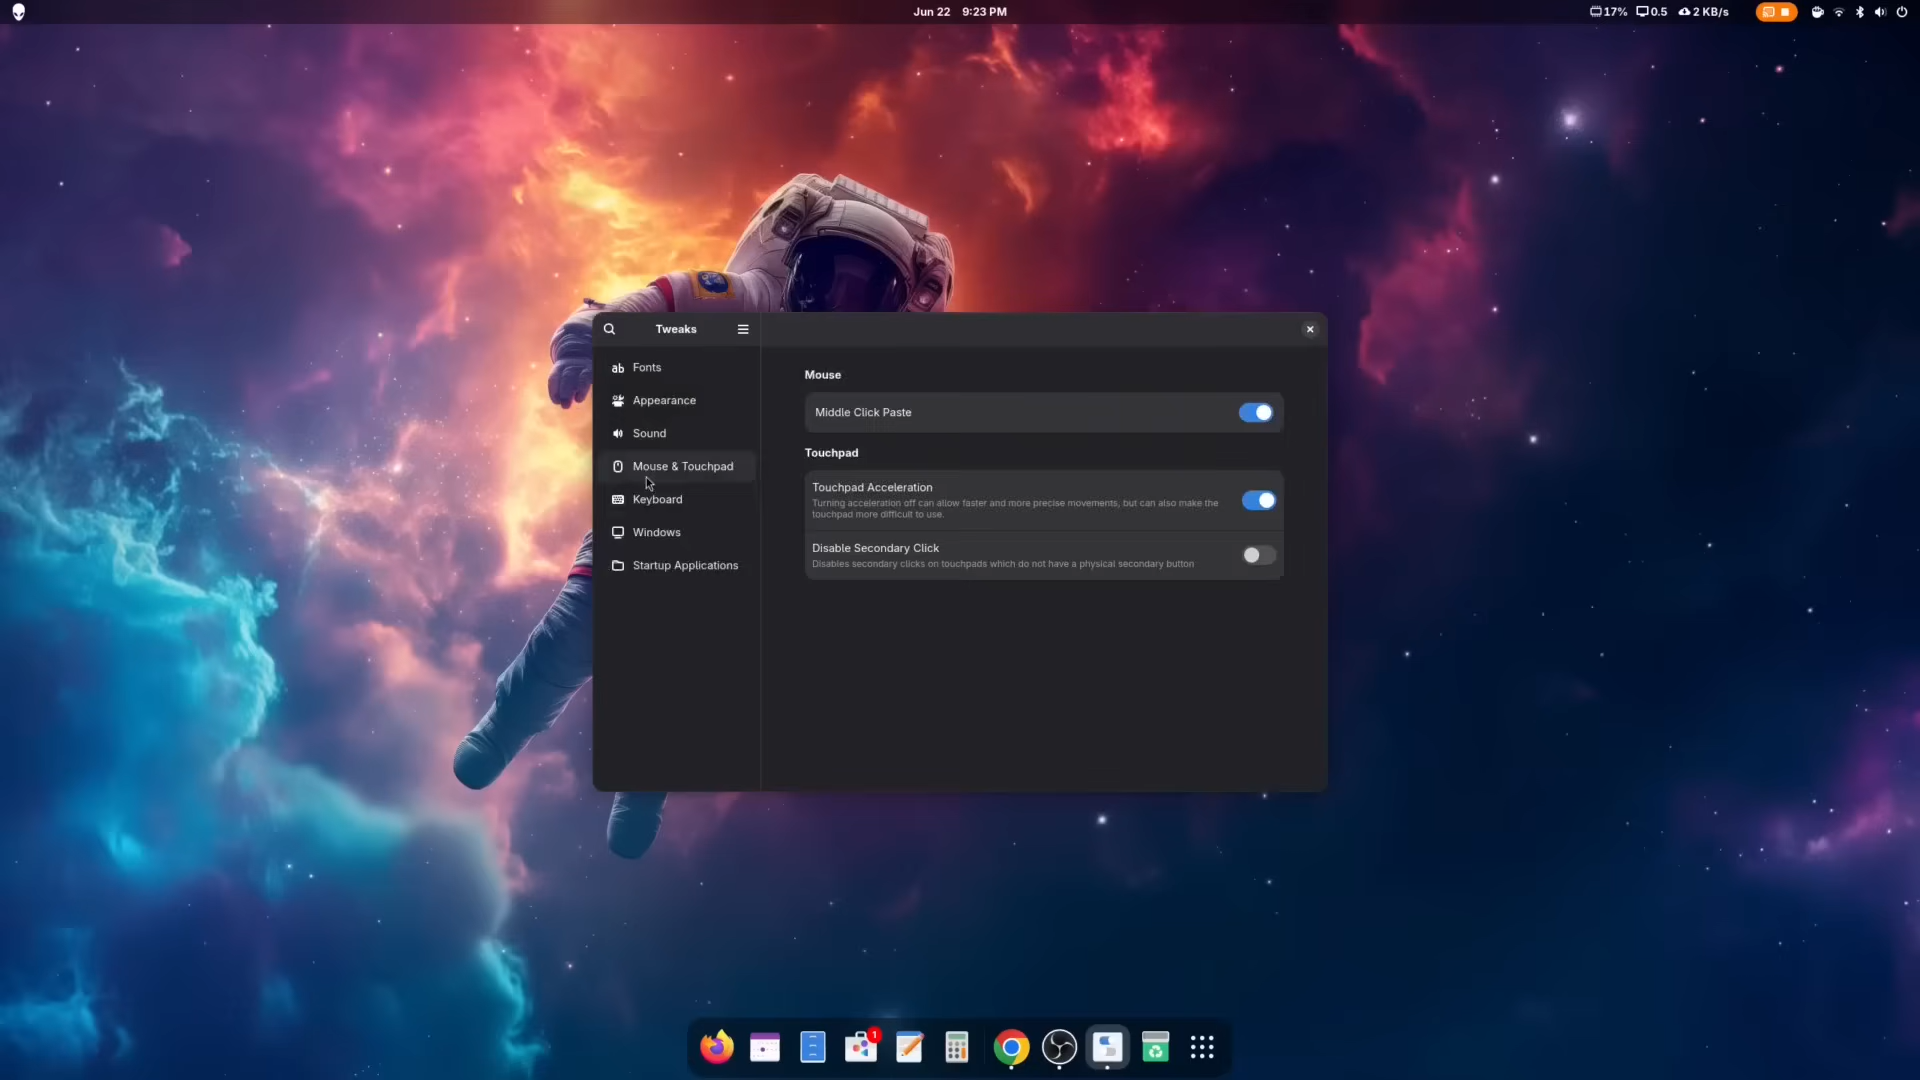 Jun 22 9:23 PM
17% 0.5 2 KB/s
Tweaks
ab Fonts
Appearance
Sound
Mouse & Touchpad
Keyboard
Windows
Startup Applications
Mouse
Middle Click Paste
Touchpad
Touchpad Acceleration
Turning acceleration off can allow faster and more precise movements, but can also make the
touchpad more difficult to use.
Disable Secondary Click
Disables secondary clicks on touchpads which do not have a physical secondary button
1